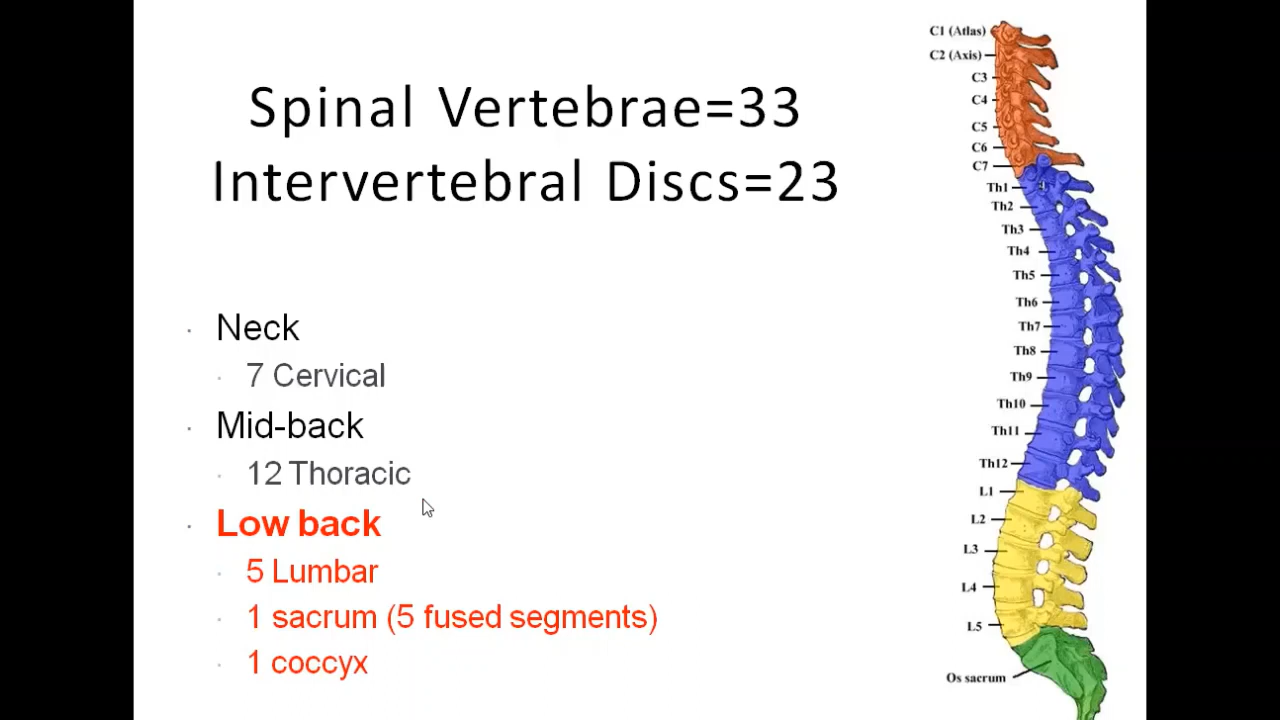 Spinal Vertebrae=33
Intervertebral Discs=23
· Neck
· 7 Cervical
· Mid-back
· 12 Thoracic
· Low back
· 5 Lumbar
· 1 sacrum (5 fused segments)
· 1 coccyx
C1 (Atlas)
C2 (Axis)
C3
C4
C5
C6
C7
Th1
Th2
Th3
Th4
Th5
Th6
Th7
Th8
Th9
Th10
Th11
Th12
L1
L2
L3
L4
L5
Os sacrum